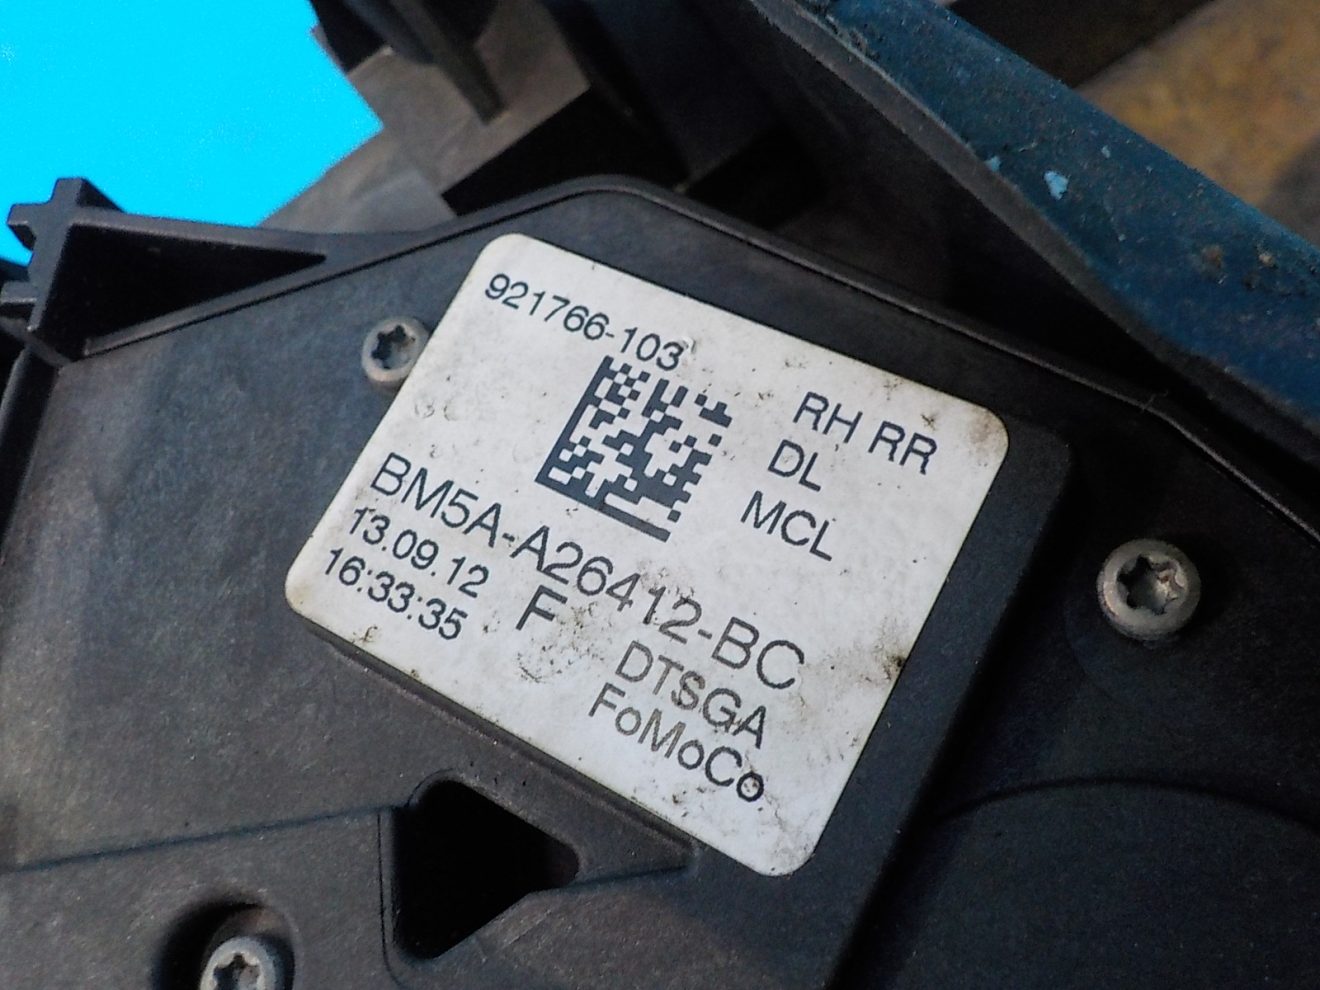 921766-103
RH RR
DL
MCL
BM5A-A26412-BC
13.09.12
16:33:35
F
DTSGA
FoMoCo